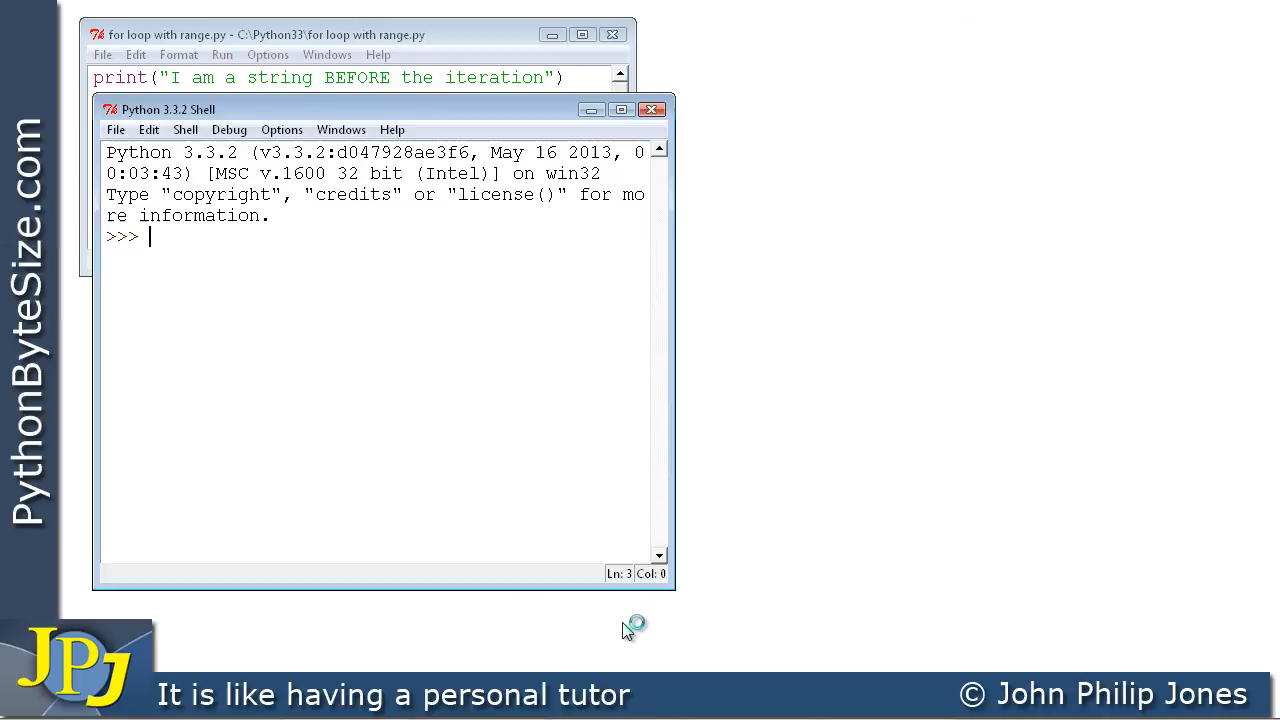 for loop with range.py - C:\Python33\for loop with range.py
File Edit Format Run Options Windows Help
print("I am a string BEFORE the iteration")
Python 3.3.2 Shell
File Edit Shell Debug Options Windows Help
Python 3.3.2 (v3.3.2:d047928ae3f6, May 16 2013, 0
0:03:43) [MSC v.1600 32 bit (Intel)] on win32
Type "copyright", "credits" or "license()" for mo
re information.
>>>
Ln: 3 Col: 0
PythonByteSize.com
JPJ
It is like having a personal tutor
© John Philip Jones